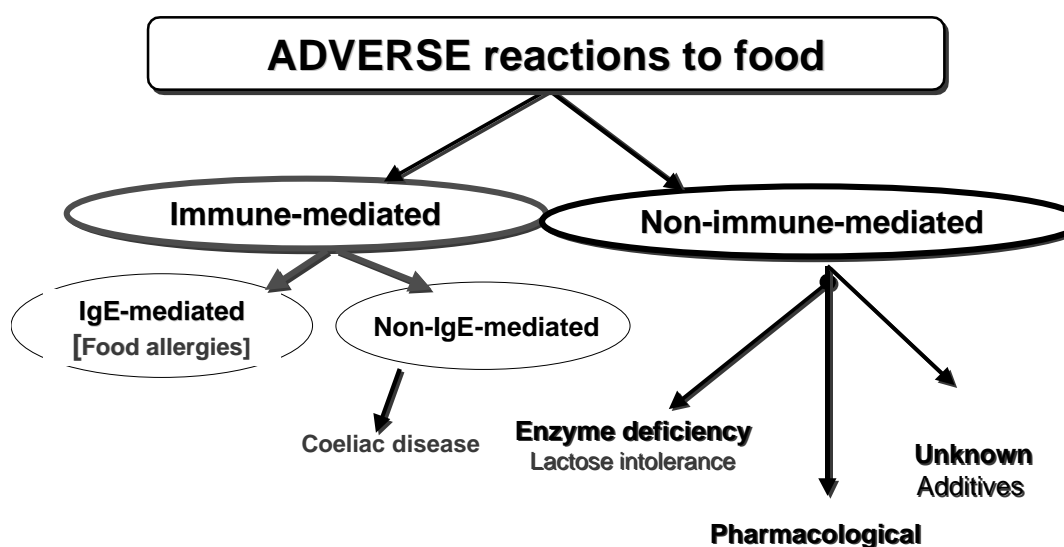 ADVERSE reactions to food
Immune-mediated
Non-immune-mediated
IgE-mediated
[Food allergies]
Non-IgE-mediated
Coeliac disease
Enzyme deficiency
Lactose intolerance
Unknown
Additives
Pharmacological